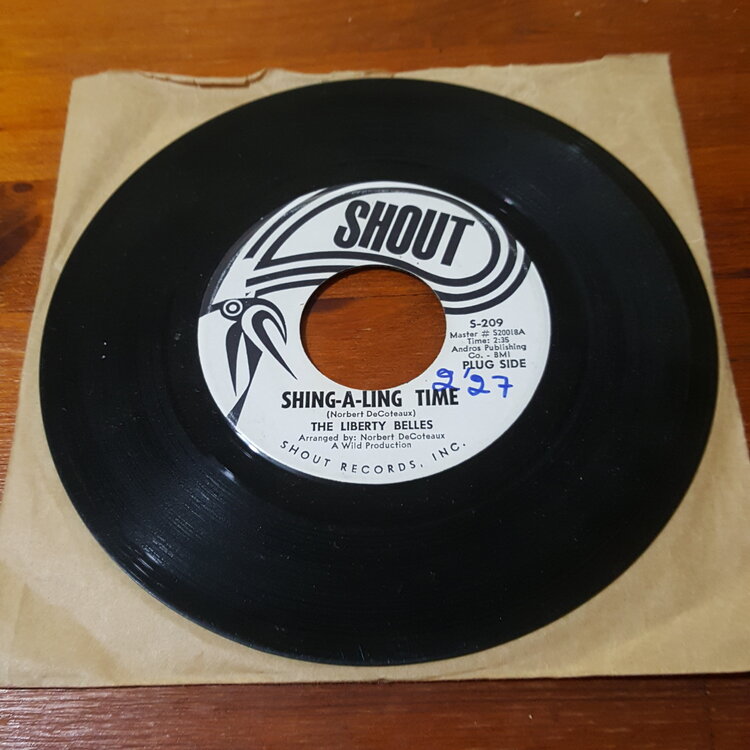 SHOUT
S-209
Master # S2001BA
Time: 2:35
Andros Publishing
Co. - BMI
PLUG SIDE
2'27
SHING-A-LING TIME
(Norbert DeCoteaux)
THE LIBERTY BELLES
Arranged by: Norbert DeCoteaux
A Wild Production
SHOUT RECORDS, INC.